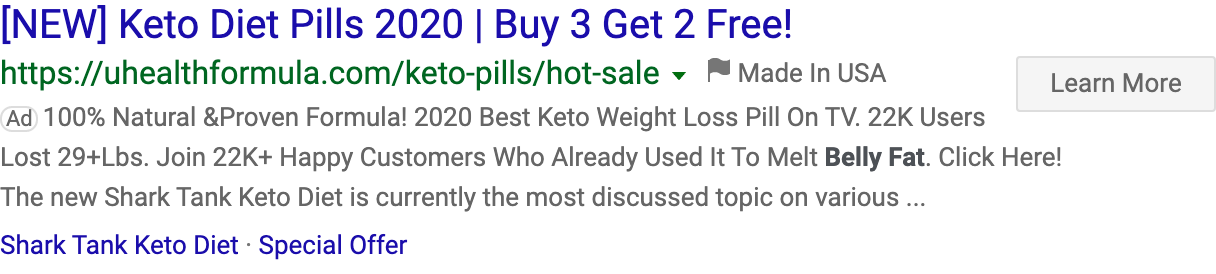 [NEW] Keto Diet Pills 2020 | Buy 3 Get 2 Free!
https://uhealthformula.com/keto-pills/hot-sale Made In USA
Learn More
Ad 100% Natural &Proven Formula! 2020 Best Keto Weight Loss Pill On TV. 22K Users
Lost 29+Lbs. Join 22K+ Happy Customers Who Already Used It To Melt Belly Fat. Click Here!
The new Shark Tank Keto Diet is currently the most discussed topic on various ...
Shark Tank Keto Diet · Special Offer